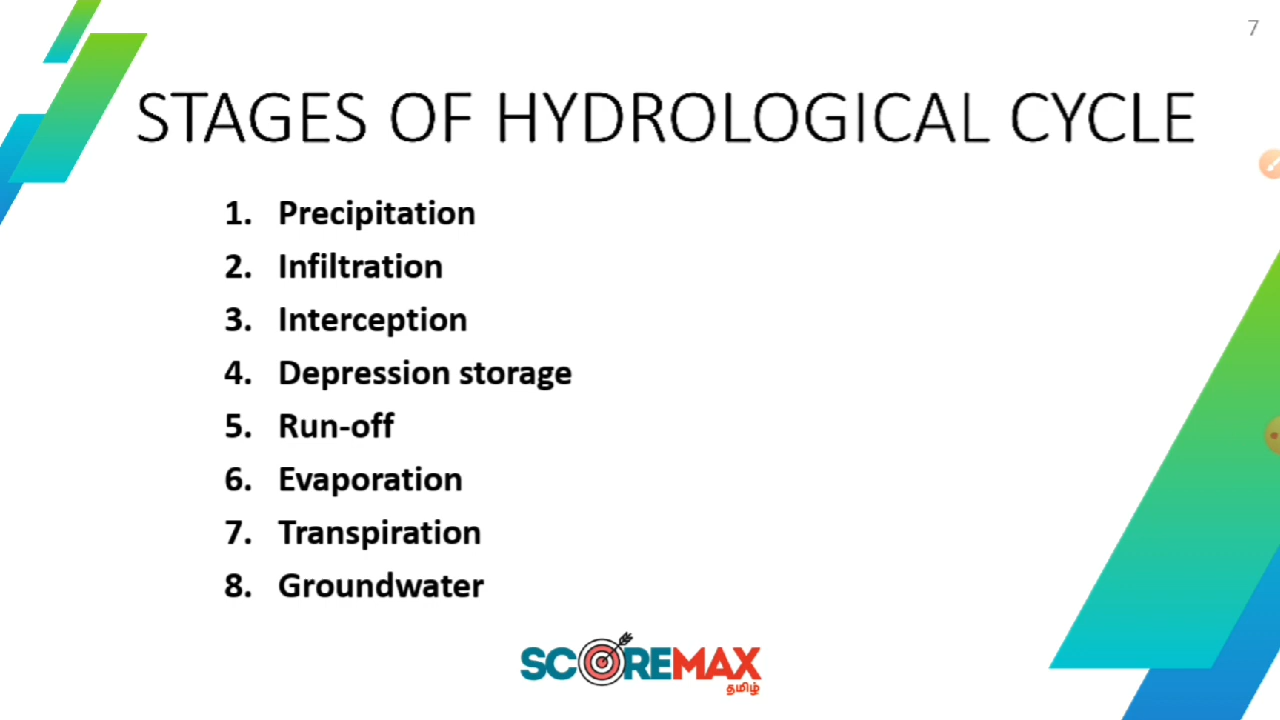 7
STAGES OF HYDROLOGICAL CYCLE
1. Precipitation
2. Infiltration
3. Interception
4. Depression storage
5. Run-off
6. Evaporation
7. Transpiration
8. Groundwater
SCOREMAX
தமிழ்